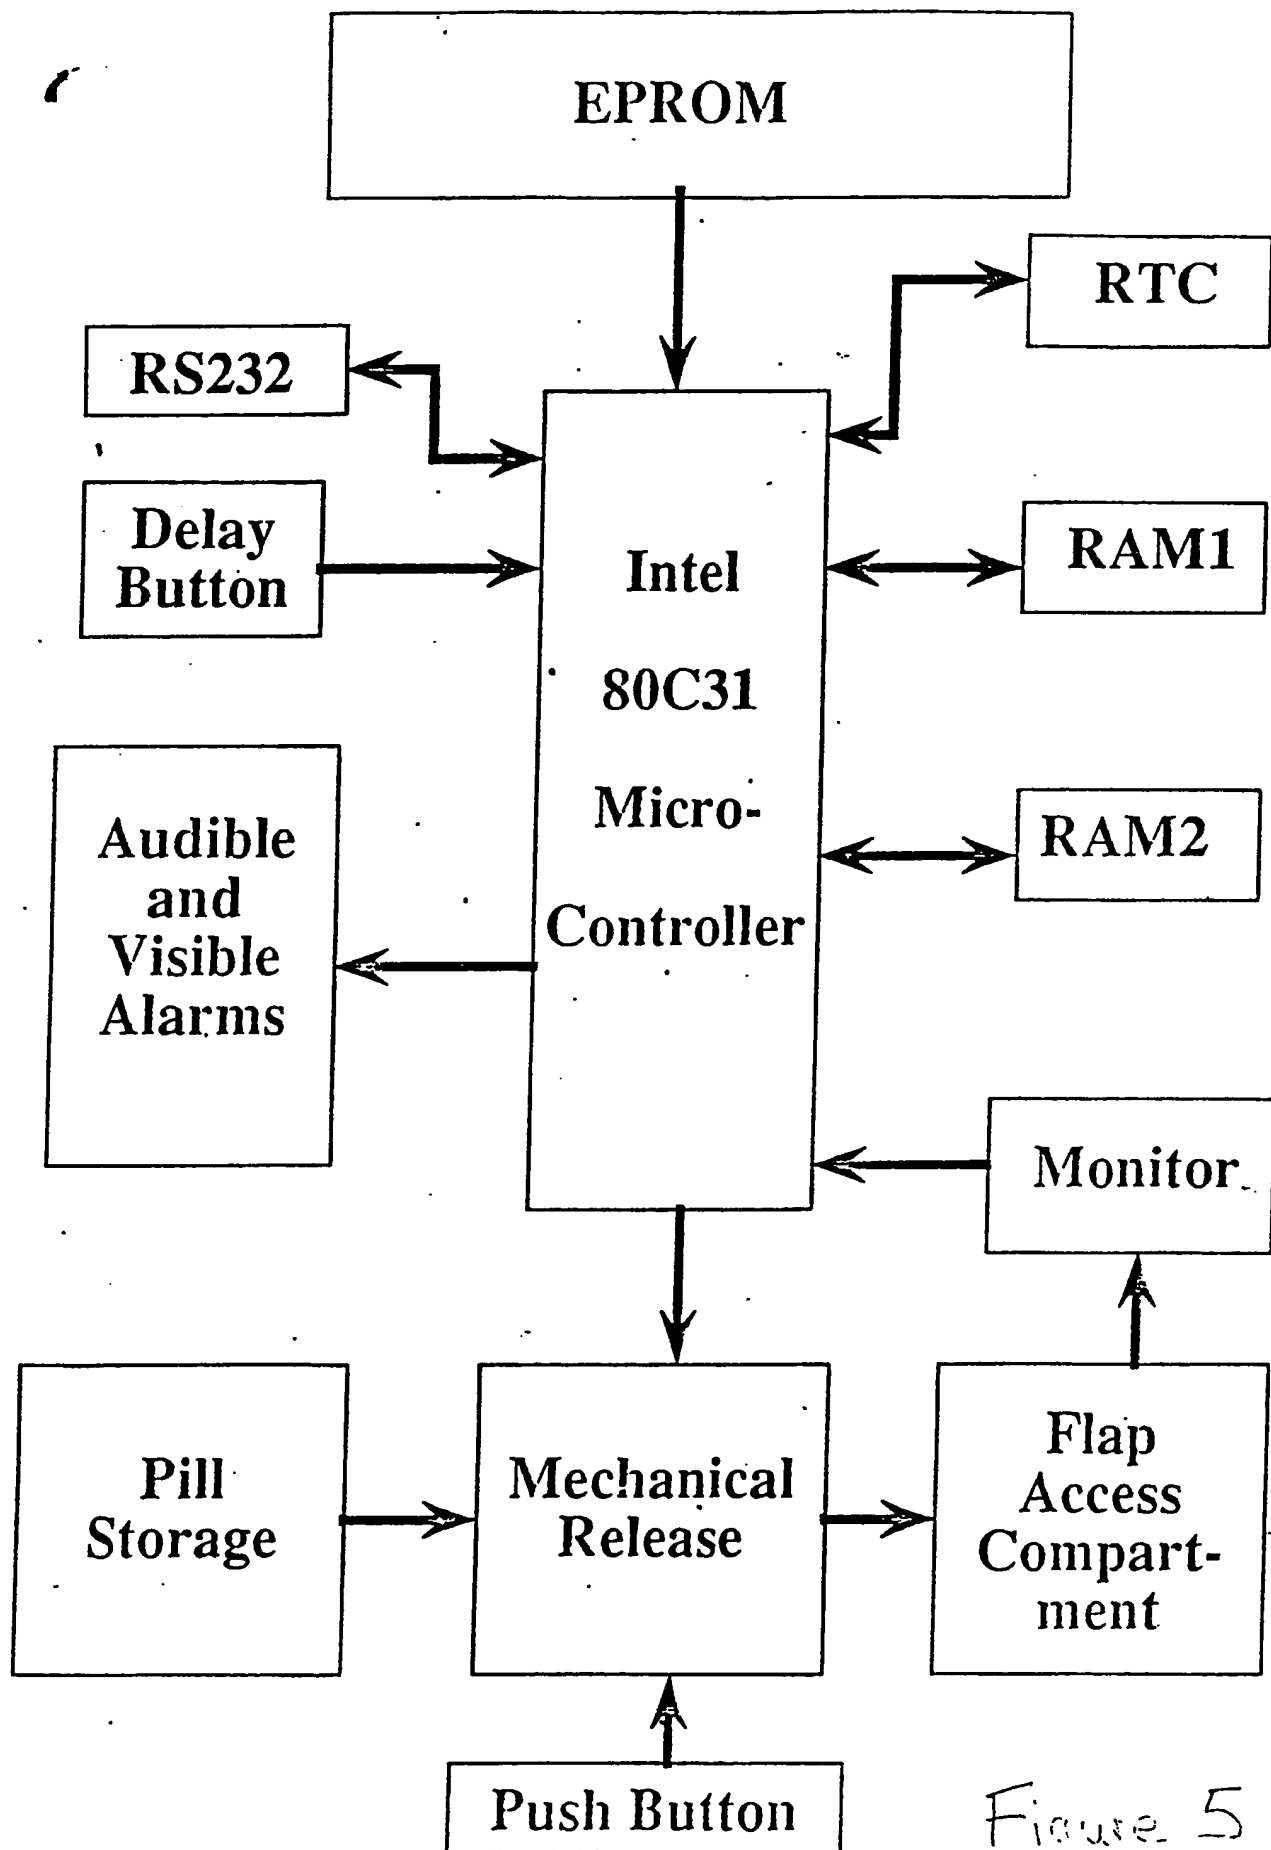 EPROM
RTC
RS232
Delay
Button
Intel
80C31
Micro-
Controller
RAM1
RAM2
Audible
and
Visible
Alarms
Monitor
Pill
Storage
Mechanical
Release
Flap
Access
Compart-
ment
Push Button
Figure 5